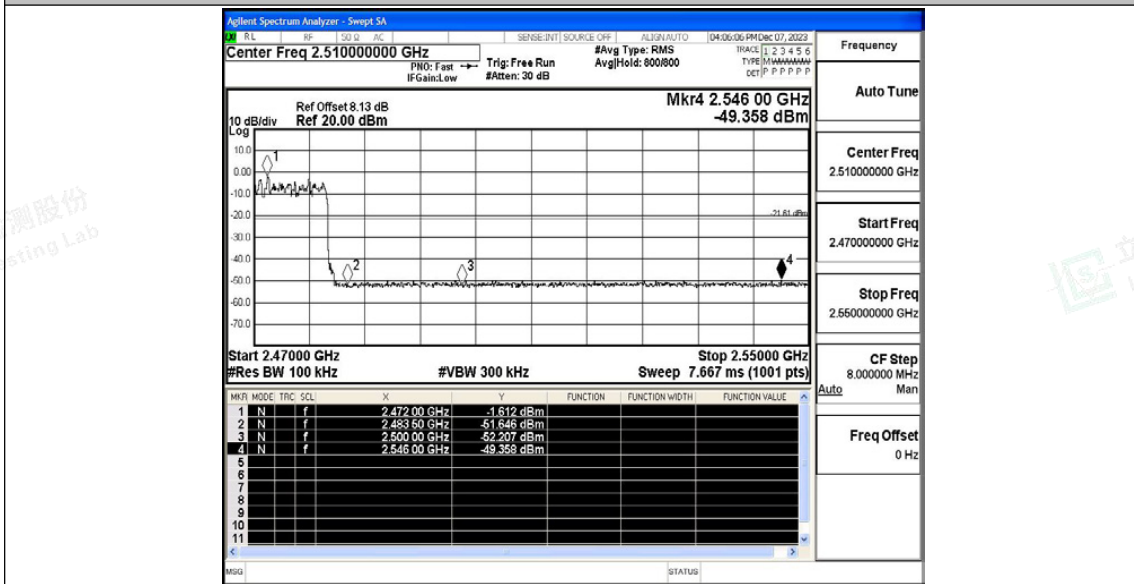 Agilent Spectrum Analyzer - Swept SA
RL RF 50 Ω AC SENSE:INT SOURCE OFF ALIGNAUTO 04:06:06 PM Dec 07, 2023
Center Freq 2.510000000 GHz
PNO: Fast
IFGain:Low
Trig: Free Run
#Atten: 30 dB
#Avg Type: RMS
Avg|Hold: 800/800
TRACE 1 2 3 4 5 6
TYPE MWWWWW
DET P P P P P P
Ref Offset 8.13 dB
10 dB/div Ref 20.00 dBm
Log
Mkr4 2.546 00 GHz
-49.358 dBm
10.0
0.00
-10.0
-20.0
-30.0
-40.0
-50.0
-60.0
-70.0
1
2
3
4
-21.61 dBm
Start 2.47000 GHz Stop 2.55000 GHz
#Res BW 100 kHz #VBW 300 kHz Sweep 7.667 ms (1001 pts)
MKR MODE TRC SCL X Y FUNCTION FUNCTION WIDTH FUNCTION VALUE
1 N f 2.472 00 GHz -1.612 dBm
2 N f 2.483 50 GHz -51.646 dBm
3 N f 2.500 00 GHz -52.207 dBm
4 N f 2.546 00 GHz -49.358 dBm
5
6
7
8
9
10
11
MSG STATUS
Frequency
Auto Tune
Center Freq
2.510000000 GHz
Start Freq
2.470000000 GHz
Stop Freq
2.550000000 GHz
CF Step
8.000000 MHz
Auto Man
Freq Offset
0 Hz
测股份
sting Lab
立